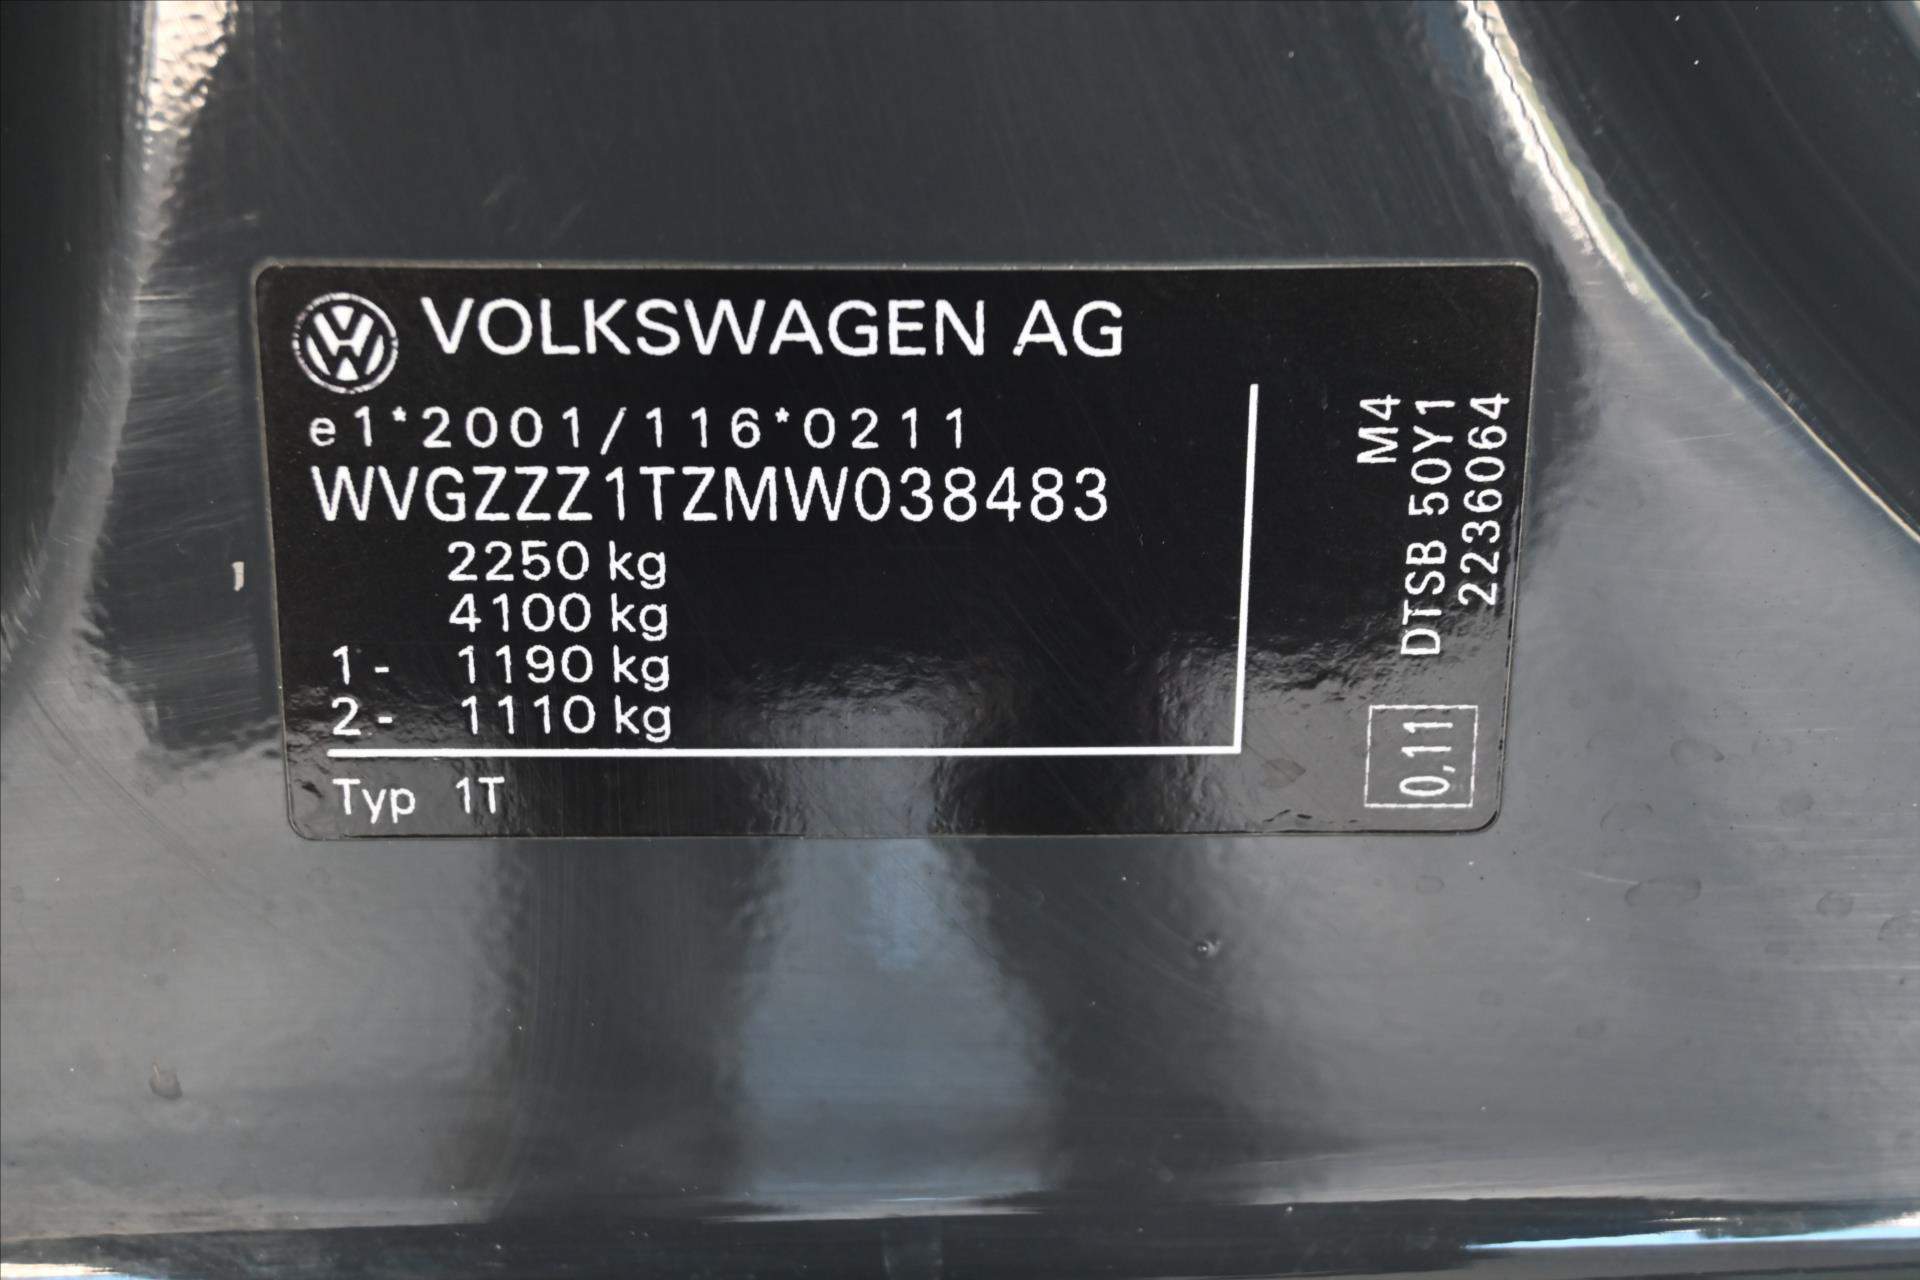 VOLKSWAGEN AG
e1*2001/116*0211
WVGZZZ1TZMW038483
2250 kg
4100 kg
1- 1190 kg
2- 1110 kg
Typ 1T
M4
DTSB 50Y1
2236064
0,11